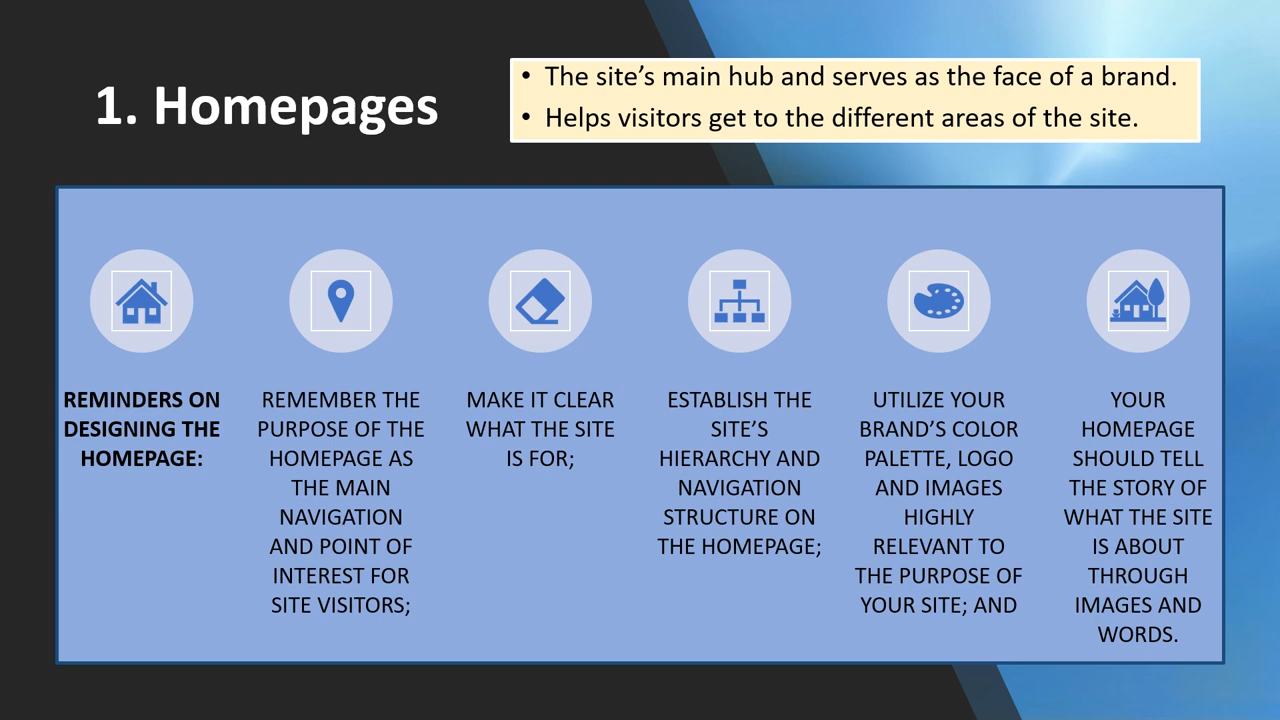 1. Homepages
• The site’s main hub and serves as the face of a brand.
• Helps visitors get to the different areas of the site.
REMINDERS ON
DESIGNING THE
HOMEPAGE:
REMEMBER THE
PURPOSE OF THE
HOMEPAGE AS
THE MAIN
NAVIGATION
AND POINT OF
INTEREST FOR
SITE VISITORS;
MAKE IT CLEAR
WHAT THE SITE
IS FOR;
ESTABLISH THE
SITE’S
HIERARCHY AND
NAVIGATION
STRUCTURE ON
THE HOMEPAGE;
UTILIZE YOUR
BRAND’S COLOR
PALETTE, LOGO
AND IMAGES
HIGHLY
RELEVANT TO
THE PURPOSE OF
YOUR SITE; AND
YOUR
HOMEPAGE
SHOULD TELL
THE STORY OF
WHAT THE SITE
IS ABOUT
THROUGH
IMAGES AND
WORDS.